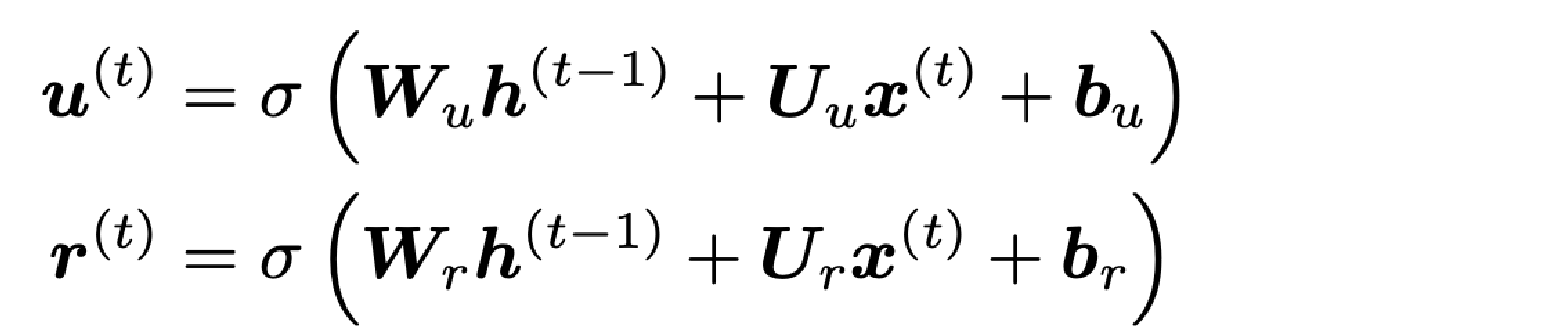 𝒖^(t) = σ (𝑾_u 𝒉^(t−1) + 𝑼_u 𝒙^(t) + 𝒃_u)
𝒓^(t) = σ (𝑾_r 𝒉^(t−1) + 𝑼_r 𝒙^(t) + 𝒃_r)